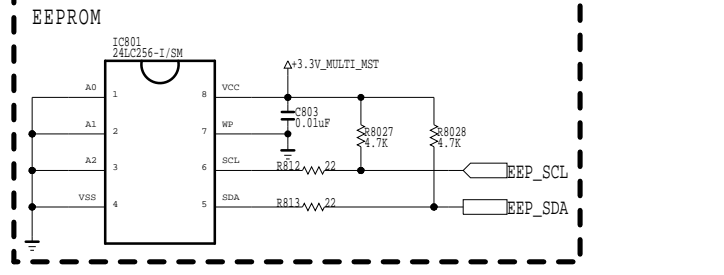 EEPROM
IC801
24LC256-I/SM
+3.3V_MULTI_MST
A0 1 8 VCC
C803
0.01uF
A1 2 7 WP
R8027
4.7K
R8028
4.7K
A2 3 6 SCL R812 22 EEP_SCL
VSS 4 5 SDA R813 22 EEP_SDA